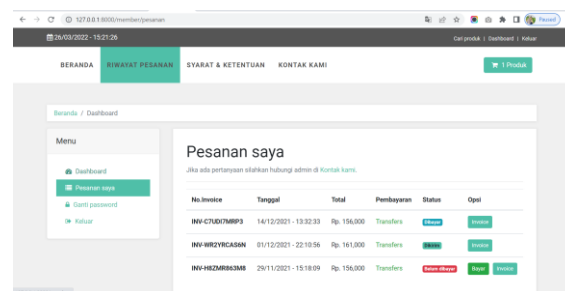 127.0.0.1:8000/member/pesanan
Paused
26/03/2022 - 15:21:26
Cari produk | Dashboard | Keluar
BERANDA RIWAYAT PESANAN SYARAT & KETENTUAN KONTAK KAMI
1 Produk
Beranda / Dashboard
Menu
Dashboard
Pesanan saya
Ganti password
Keluar
Pesanan saya
Jika ada pertanyaan silahkan hubungi admin di Kontak kami.
No.Invoice Tanggal Total Pembayaran Status Opsi
INV-C7UDI7MRP3 14/12/2021 - 13:32:33 Rp. 156,000 Transfers Dibayar Invoice
INV-WR2YRCAS6N 01/12/2021 - 22:10:56 Rp. 161,000 Transfers Dikirim Invoice
INV-H8ZMR863M8 29/11/2021 - 15:18:09 Rp. 156,000 Transfers Belum dibayar Bayar Invoice